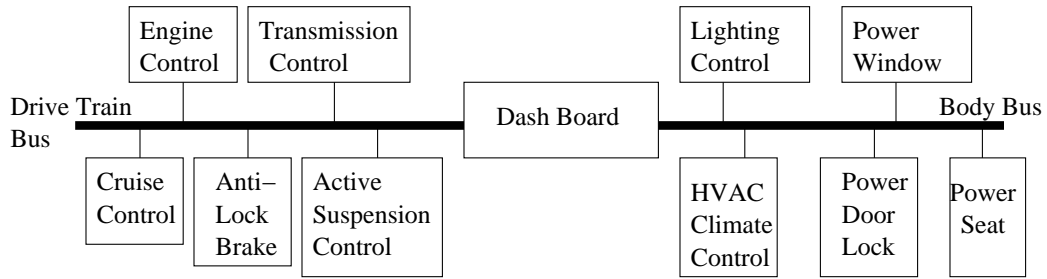 Engine
Control
Transmission
Control
Lighting
Control
Power
Window
Drive Train
Bus
Dash Board
Body Bus
Cruise
Control
Anti–
Lock
Brake
Active
Suspension
Control
HVAC
Climate
Control
Power
Door
Lock
Power
Seat